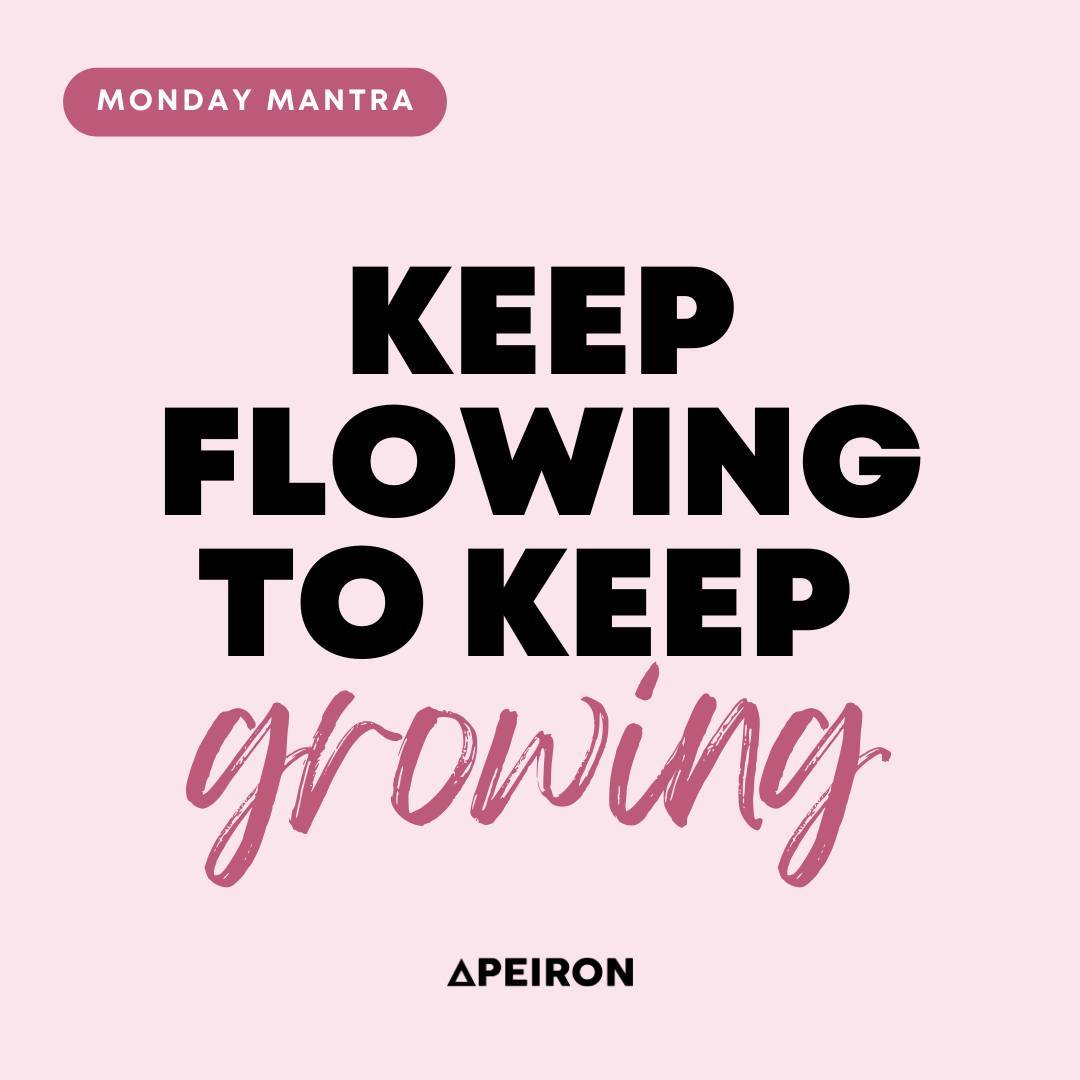 MONDAY MANTRA
KEEP
FLOWING
TO KEEP
growing
APEIRON